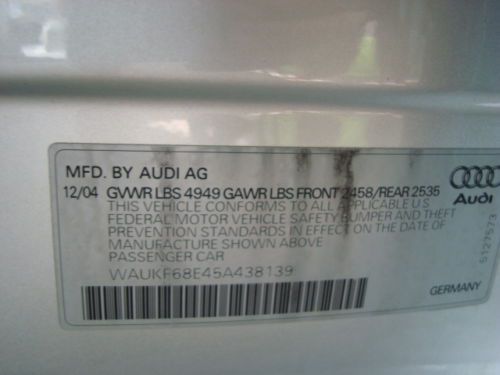 MFD. BY AUDI AG
12/04 GVWR LBS 4949 GAWR LBS FRONT 2458/REAR 2535
THIS VEHICLE CONFORMS TO ALL APPLICABLE U.S
FEDERAL MOTOR VEHICLE SAFETY BUMPER AND THEFT
PREVENTION STANDARDS IN EFFECT ON THE DATE OF
MANUFACTURE SHOWN ABOVE
PASSENGER CAR
WAUKF68E45A438139
Audi
5127573
GERMANY